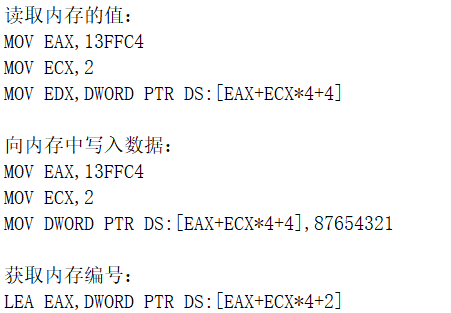 读取内存的值：
MOV EAX,13FFC4
MOV ECX,2
MOV EDX,DWORD PTR DS:[EAX+ECX*4+4]
向内存中写入数据：
MOV EAX,13FFC4
MOV ECX,2
MOV DWORD PTR DS:[EAX+ECX*4+4],87654321
获取内存编号：
LEA EAX,DWORD PTR DS:[EAX+ECX*4+2]